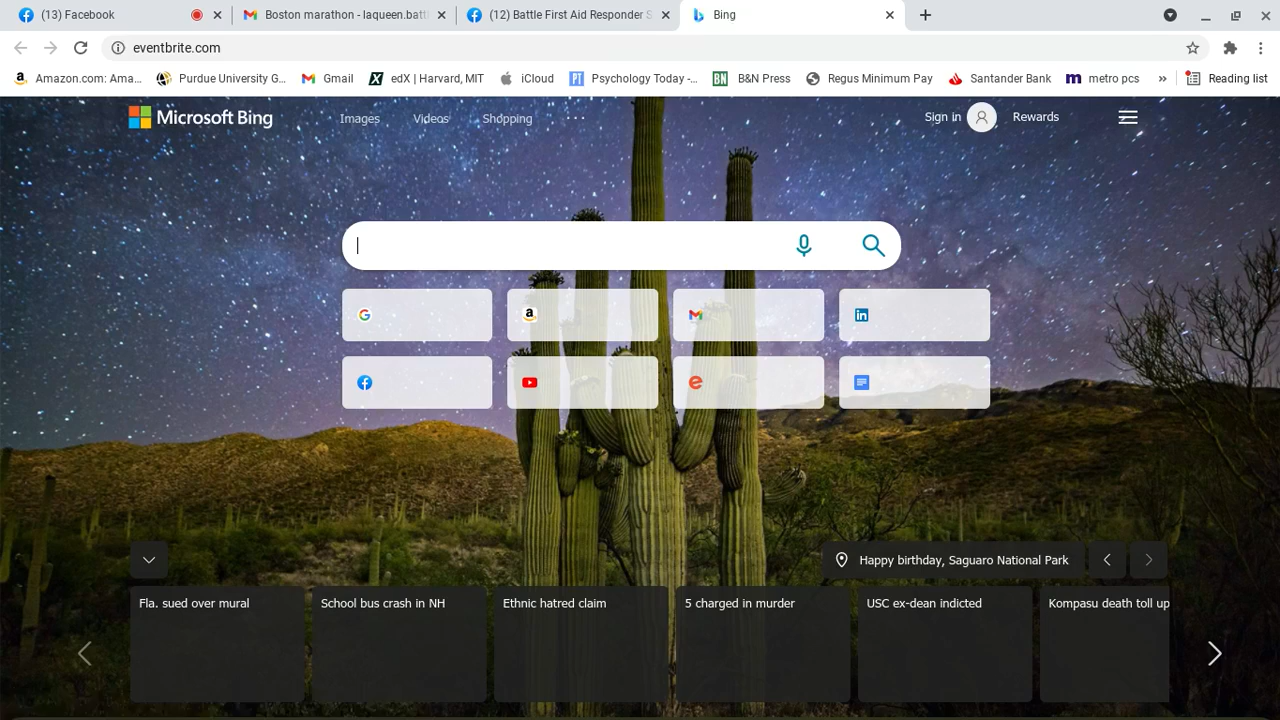 (13) Facebook
Boston marathon - laqueen.batt
(12) Battle First Aid Responder S
Bing
eventbrite.com
Amazon.com: Ama...
Purdue University G...
Gmail
edX | Harvard, MIT
iCloud
Psychology Today -...
B&N Press
Regus Minimum Pay
Santander Bank
metro pcs
»
Reading list
Microsoft Bing
Images
Videos
Shopping
Sign in
Rewards
Happy birthday, Saguaro National Park
Fla. sued over mural
School bus crash in NH
Ethnic hatred claim
5 charged in murder
USC ex-dean indicted
Kompasu death toll up